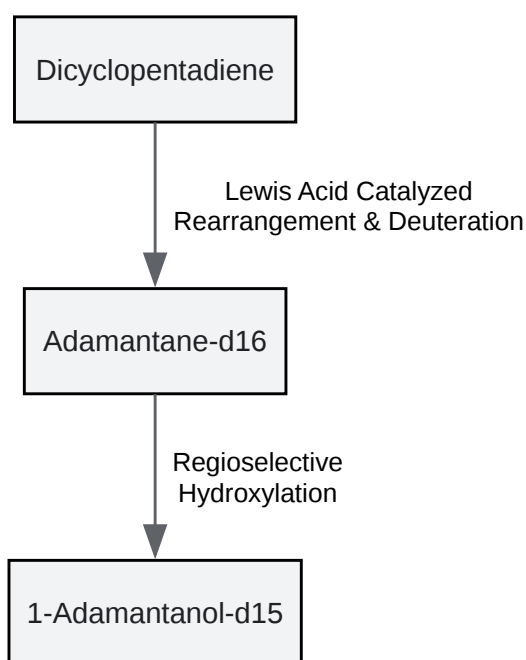 Dicyclopentadiene
Lewis Acid Catalyzed
Rearrangement & Deuteration
Adamantane-d16
Regioselective
Hydroxylation
1-Adamantanol-d15